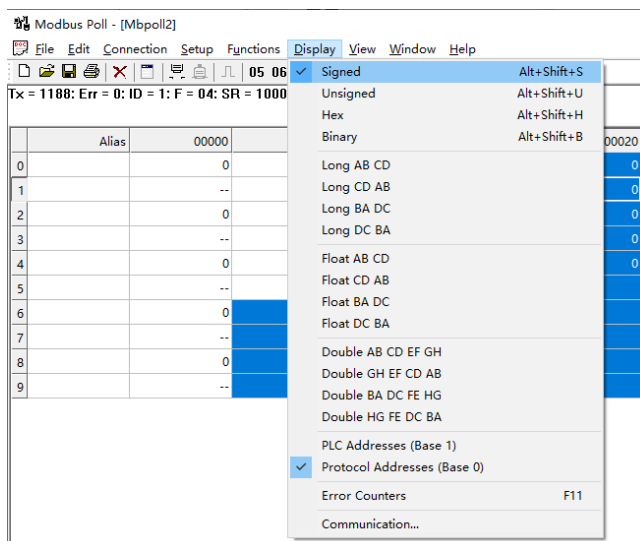 Modbus Poll - [Mbpoll2]
File Edit Connection Setup Functions Display View Window Help
05 06
Tx = 1188: Err = 0: ID = 1: F = 04: SR = 1000
Signed Alt+Shift+S
Unsigned Alt+Shift+U
Hex Alt+Shift+H
Binary Alt+Shift+B
Long AB CD
Long CD AB
Long BA DC
Long DC BA
Float AB CD
Float CD AB
Float BA DC
Float DC BA
Double AB CD EF GH
Double GH EF CD AB
Double BA DC FE HG
Double HG FE DC BA
PLC Addresses (Base 1)
Protocol Addresses (Base 0)
Error Counters F11
Communication...
Alias 00000 00020
0 0 0
1 -- 0
2 0 0
3 -- 0
4 0 0
5 --
6 0
7 --
8 0
9 --